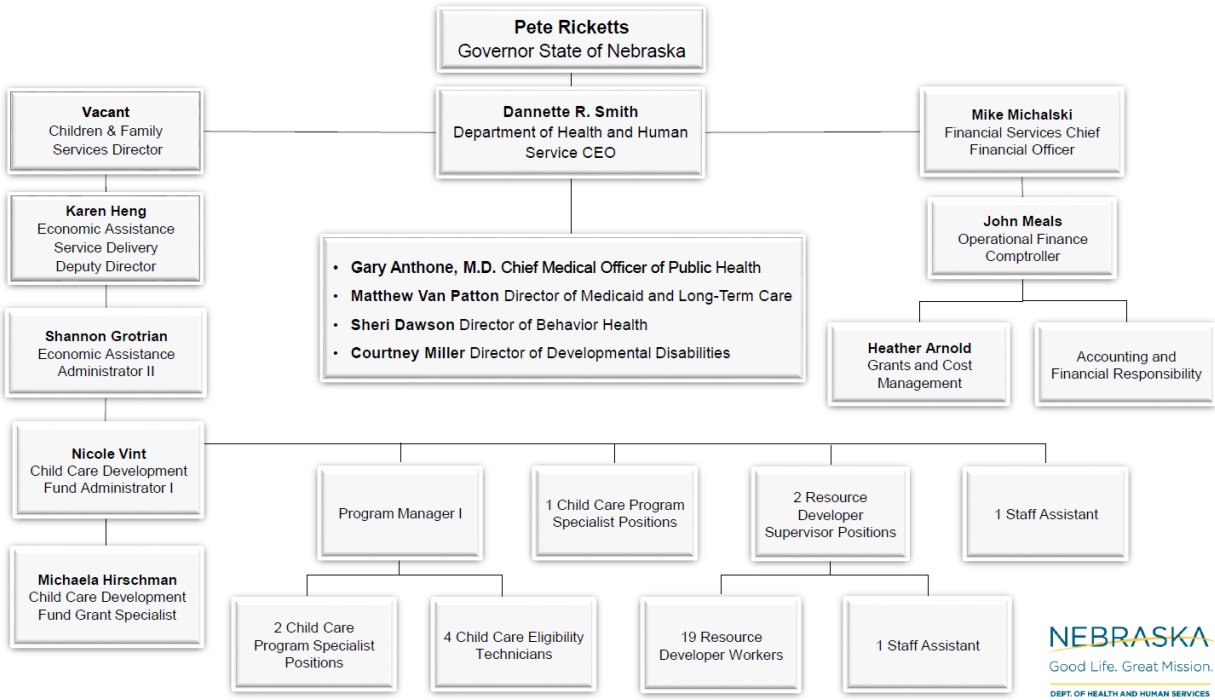 Pete Ricketts
Governor State of Nebraska
Vacant
Children & Family
Services Director
Dannette R. Smith
Department of Health and Human
Service CEO
Mike Michalski
Financial Services Chief
Financial Officer
Karen Heng
Economic Assistance
Service Delivery
Deputy Director
John Meals
Operational Finance
Comptroller
• Gary Anthone, M.D. Chief Medical Officer of Public Health
• Matthew Van Patton Director of Medicaid and Long-Term Care
• Sheri Dawson Director of Behavior Health
• Courtney Miller Director of Developmental Disabilities
Shannon Grotrian
Economic Assistance
Administrator II
Heather Arnold
Grants and Cost
Management
Accounting and
Financial Responsibility
Nicole Vint
Child Care Development
Fund Administrator I
Program Manager I
1 Child Care Program
Specialist Positions
2 Resource
Developer
Supervisor Positions
1 Staff Assistant
Michaela Hirschman
Child Care Development
Fund Grant Specialist
2 Child Care
Program Specialist
Positions
4 Child Care Eligibility
Technicians
19 Resource
Developer Workers
1 Staff Assistant
NEBRASKA
Good Life. Great Mission.
DEPT. OF HEALTH AND HUMAN SERVICES